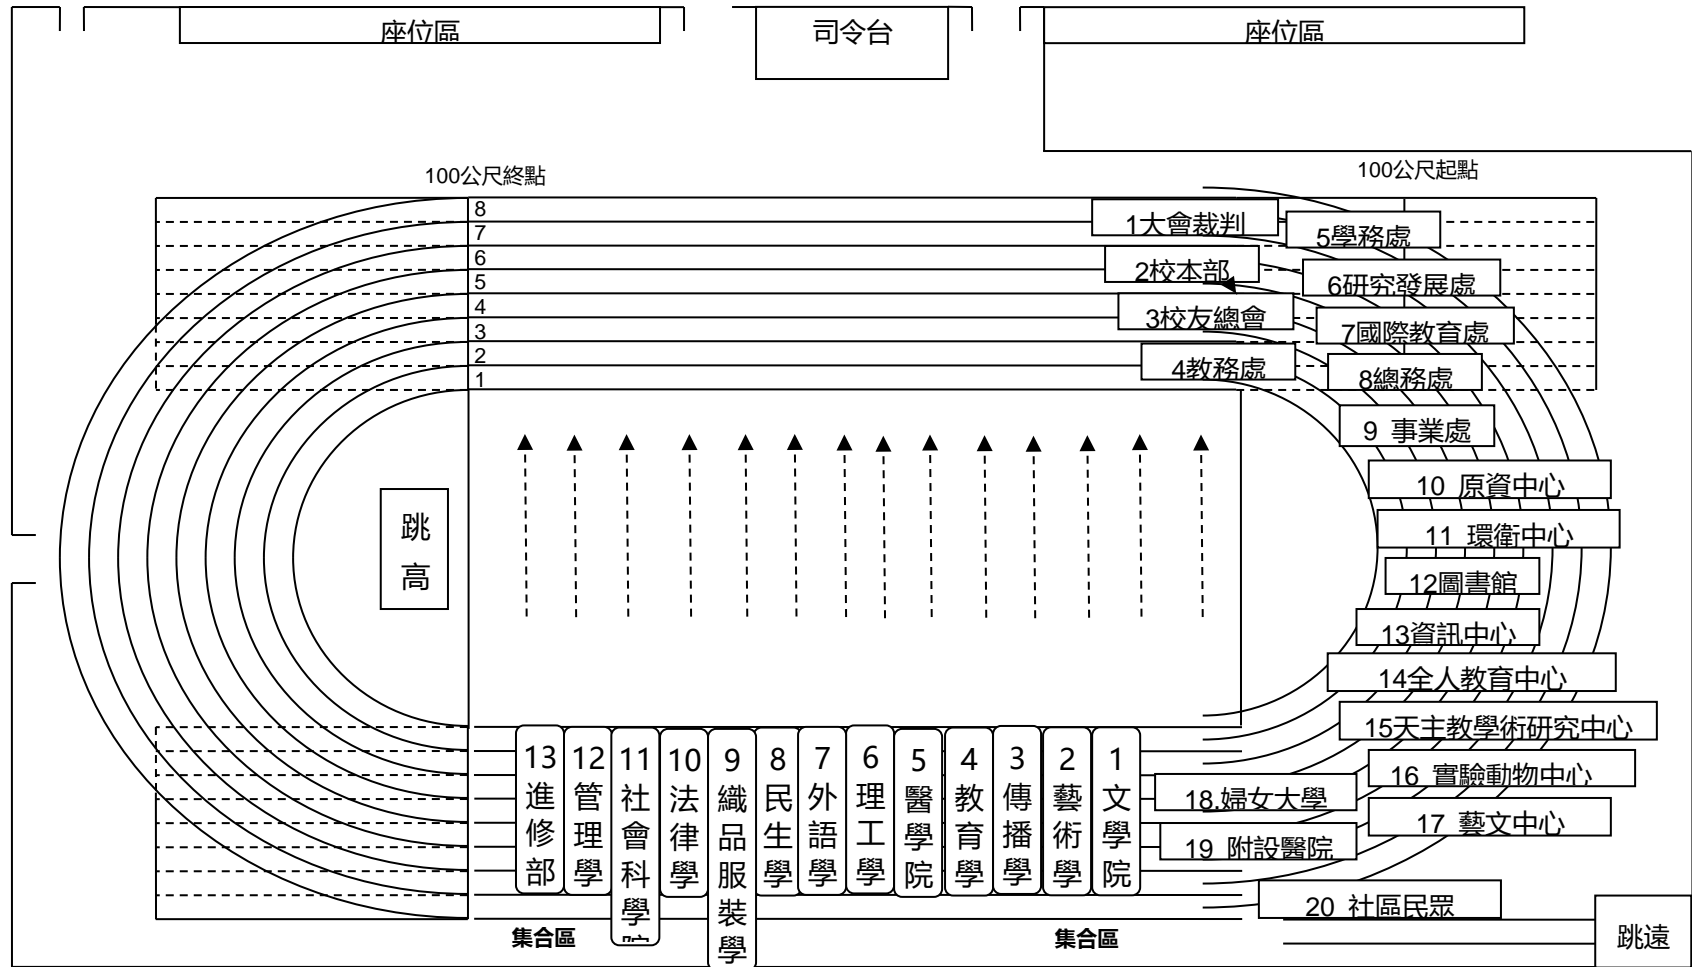 座位區
司令台
座位區
100公尺終點
100公尺起點
8
7
6
5
4
3
2
1
1大會裁判
2校本部
3校友總會
4教務處
5學務處
6研究發展處
7國際教育處
8總務處
9 事業處
10 原資中心
11 環衛中心
12圖書館
13資訊中心
14全人教育中心
15天主教學術研究中心
16 實驗動物中心
17 藝文中心
18.婦女大學
19 附設醫院
20 社區民眾
跳高
13進修部
12管理學
11社會科學院
10法律學
9織品服裝學
8民生學
7外語學
6理工學
5醫學院
4教育學
3傳播學
2藝術學
1文學院
集合區
集合區
跳遠